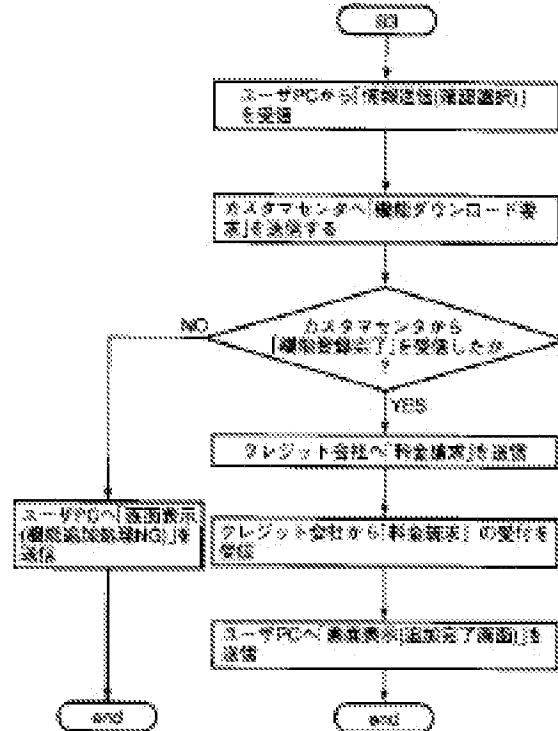 ユーザPCから「情報送信(確認選択)」
を受信
カスタマセンタへ「機能ダウンロード要
求」を送信する
NO
カスタマセンタから
「機能登録完了」を受信したか
?
YES
クレジット会社へ「料金請求」を送信
ユーザPCへ「画面表示
(機能追加処理NG)」を
送信
クレジット会社から「料金請求」の受付を
受信
ユーザPCへ「画面表示(追加完了画面)」を
送信
end
end